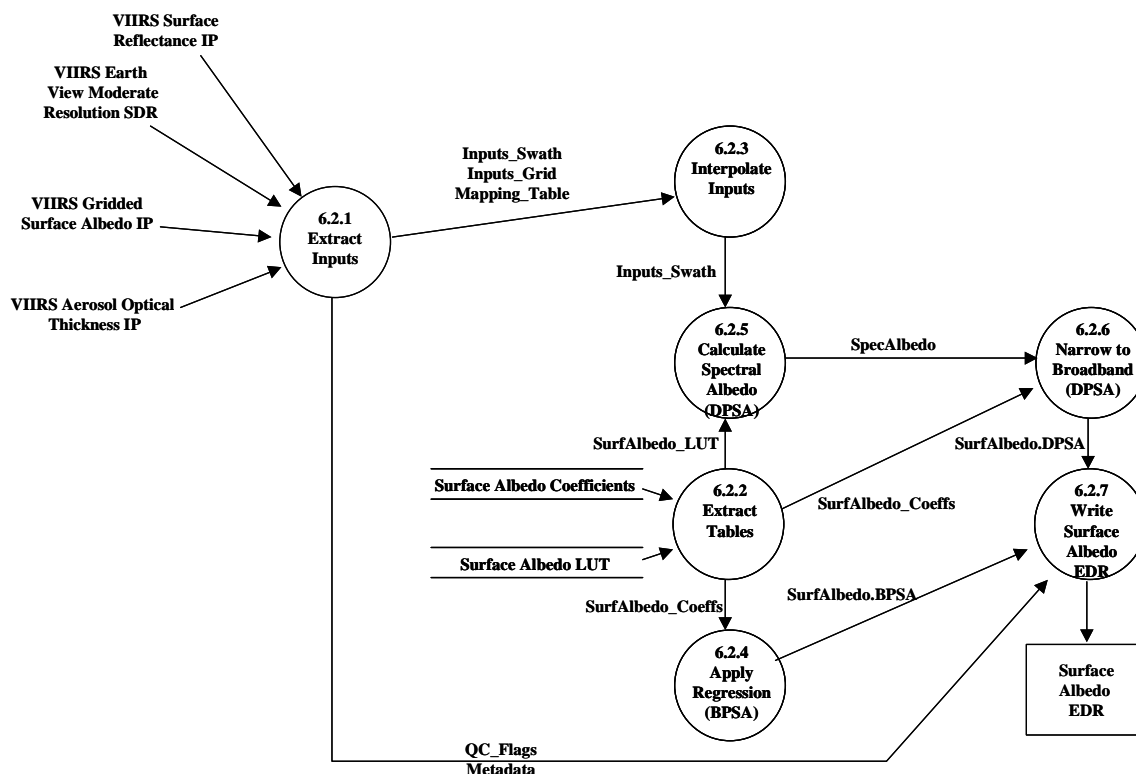 VIIRS Surface
Reflectance IP
VIIRS Earth
View Moderate
Resolution SDR
VIIRS Gridded
Surface Albedo IP
VIIRS Aerosol Optical
Thickness IP
6.2.1
Extract
Inputs
Inputs_Swath
Inputs_Grid
Mapping_Table
6.2.3
Interpolate
Inputs
Inputs_Swath
6.2.5
Calculate
Spectral
Albedo
(DPSA)
SpecAlbedo
6.2.6
Narrow to
Broadband
(DPSA)
SurfAlbedo_LUT
SurfAlbedo.DPSA
Surface Albedo Coefficients
Surface Albedo LUT
6.2.2
Extract
Tables
SurfAlbedo_Coeffs
6.2.7
Write
Surface
Albedo
EDR
SurfAlbedo_Coeffs
SurfAlbedo.BPSA
6.2.4
Apply
Regression
(BPSA)
Surface
Albedo
EDR
QC_Flags
Metadata